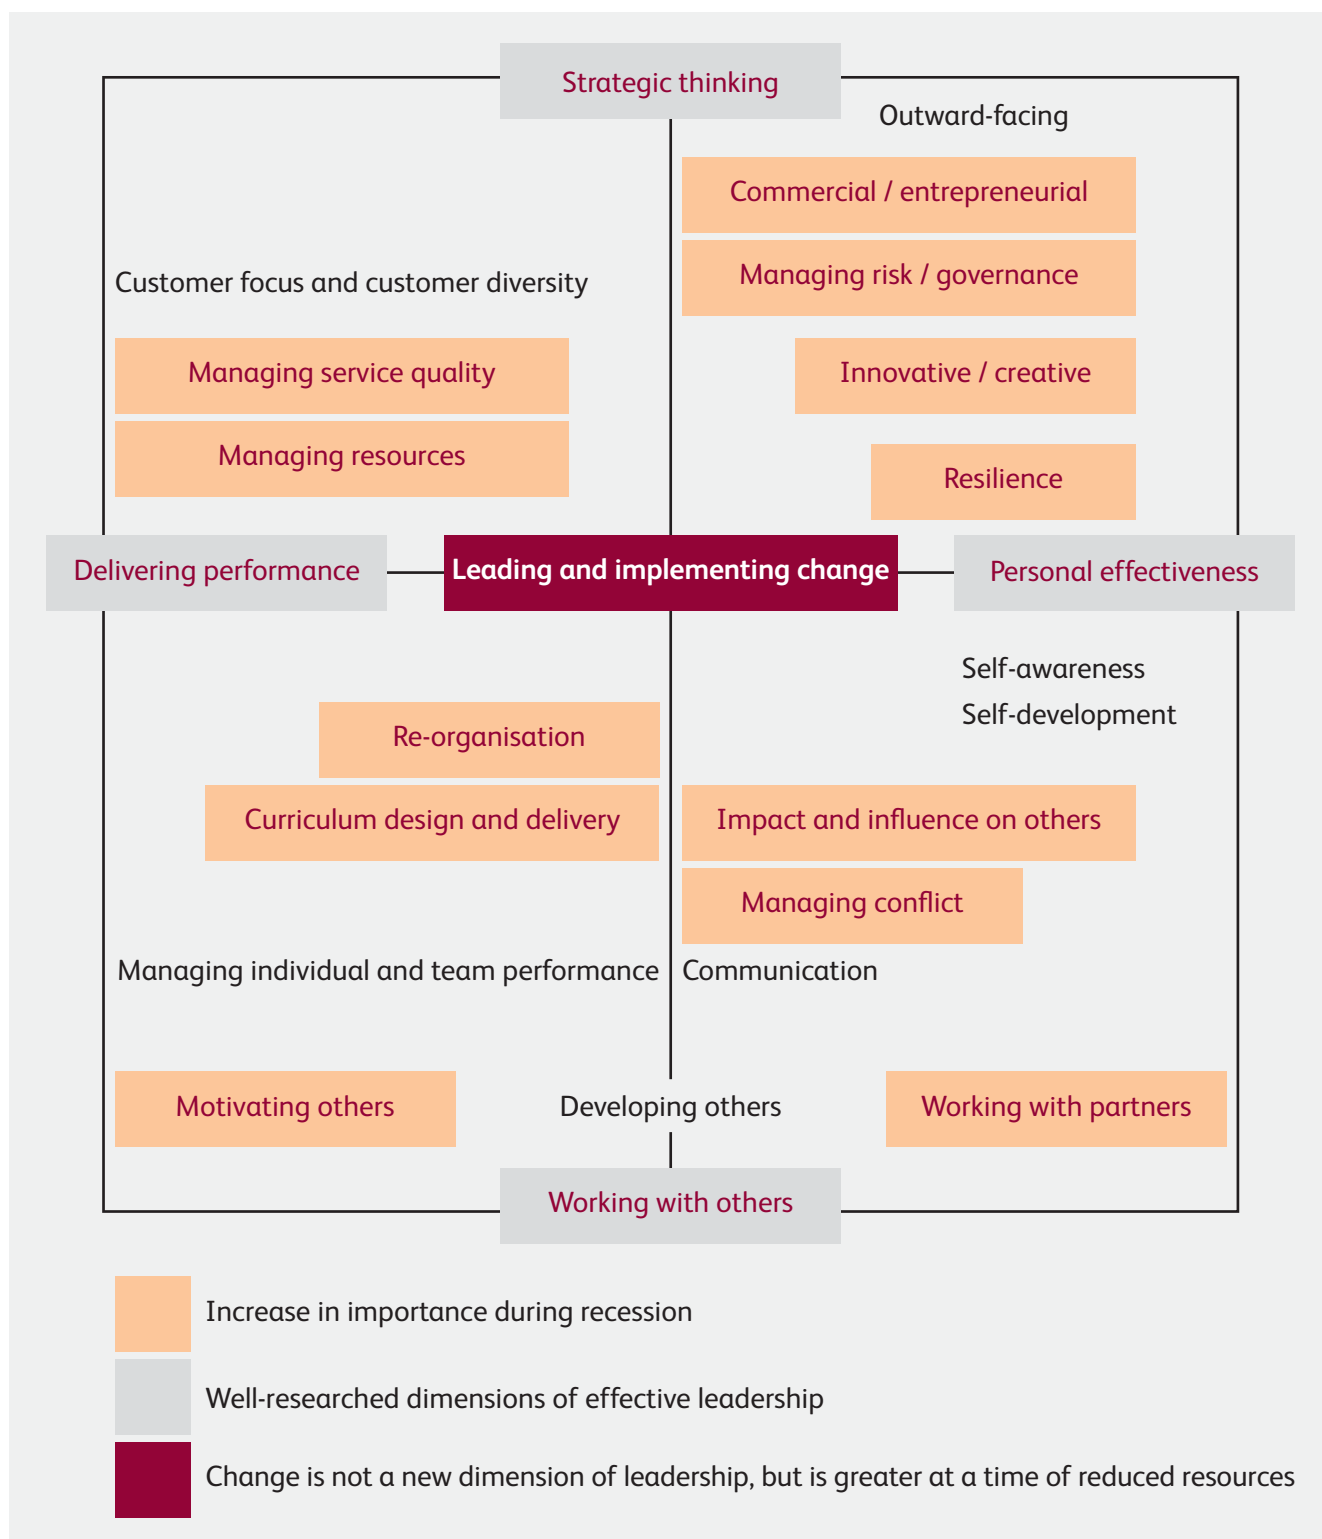 Strategic thinking
Outward-facing
Commercial / entrepreneurial
Managing risk / governance
Customer focus and customer diversity
Managing service quality
Innovative / creative
Managing resources
Resilience
Delivering performance
Leading and implementing change
Personal effectiveness
Self-awareness
Self-development
Re-organisation
Curriculum design and delivery
Impact and influence on others
Managing conflict
Managing individual and team performance
Communication
Motivating others
Developing others
Working with partners
Working with others
Increase in importance during recession
Well-researched dimensions of effective leadership
Change is not a new dimension of leadership, but is greater at a time of reduced resources